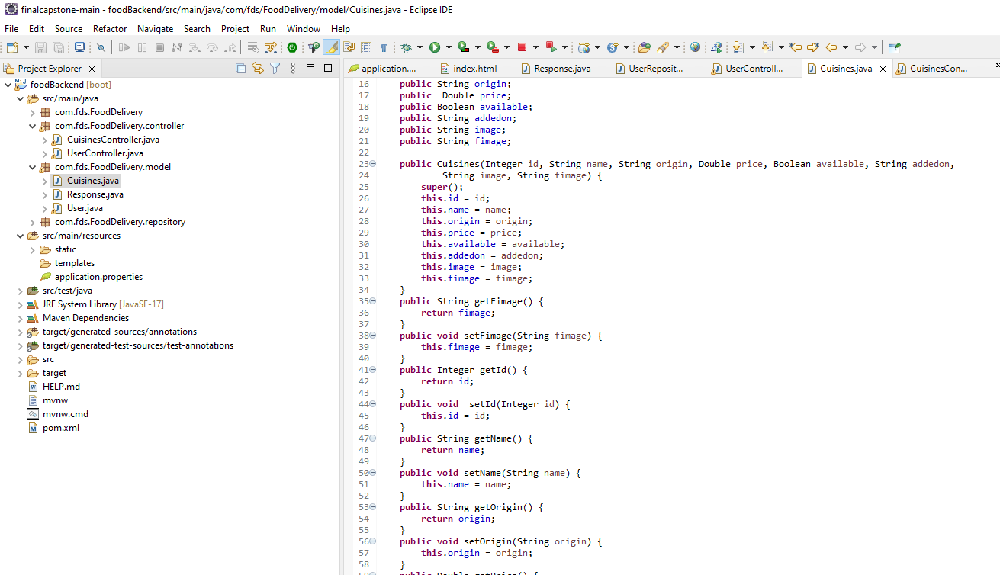 finalcapstone-main - foodBackend/src/main/java/com/fds/FoodDelivery/model/Cuisines.java - Eclipse IDE
File Edit Source Refactor Navigate Search Project Run Window Help
Project Explorer
foodBackend [boot]
src/main/java
com.fds.FoodDelivery
com.fds.FoodDelivery.controller
CuisinesController.java
UserController.java
com.fds.FoodDelivery.model
Cuisines.java
Response.java
User.java
com.fds.FoodDelivery.repository
src/main/resources
static
templates
application.properties
src/test/java
JRE System Library [JavaSE-17]
Maven Dependencies
target/generated-sources/annotations
target/generated-test-sources/test-annotations
src
target
HELP.md
mvnw
mvnw.cmd
pom.xml
application.... index.html Response.java UserReposit... UserControll... Cuisines.java CuisinesCon...
16 public String origin;
17 public  Double price;
18 public Boolean available;
19 public String addedon;
20 public String image;
21 public String fimage;
22
23 public Cuisines(Integer id, String name, String origin, Double price, Boolean available, String addedon,
24 String image, String fimage) {
25 super();
26 this.id = id;
27 this.name = name;
28 this.origin = origin;
29 this.price = price;
30 this.available = available;
31 this.addedon = addedon;
32 this.image = image;
33 this.fimage = fimage;
34 }
35 public String getFimage() {
36 return fimage;
37 }
38 public void setFimage(String fimage) {
39 this.fimage = fimage;
40 }
41 public Integer getId() {
42 return id;
43 }
44 public void  setId(Integer id) {
45 this.id = id;
46 }
47 public String getName() {
48 return name;
49 }
50 public void setName(String name) {
51 this.name = name;
52 }
53 public String getOrigin() {
54 return origin;
55 }
56 public void setOrigin(String origin) {
57 this.origin = origin;
58 }
59 public Double getPrice() {